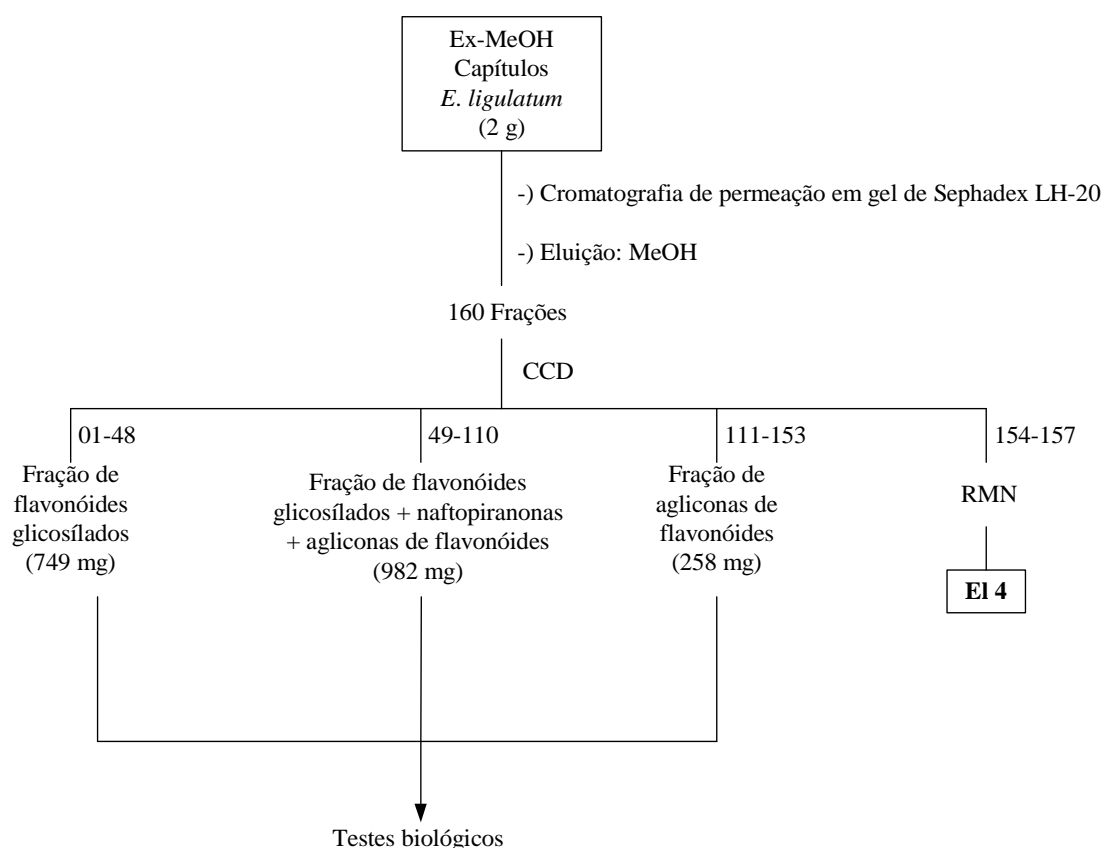 Ex-MeOH
Capítulos
E. ligulatum
(2 g)
-) Cromatografia de permeação em gel de Sephadex LH-20
-) Eluição: MeOH
160 Frações
CCD
01-48
Fração de
flavonóides
glicosílados
(749 mg)
49-110
Fração de flavonóides
glicosílados + naftopiranonas
+ agliconas de flavonóides
(982 mg)
111-153
Fração de
agliconas de
flavonóides
(258 mg)
154-157
RMN
El 4
Testes biológicos